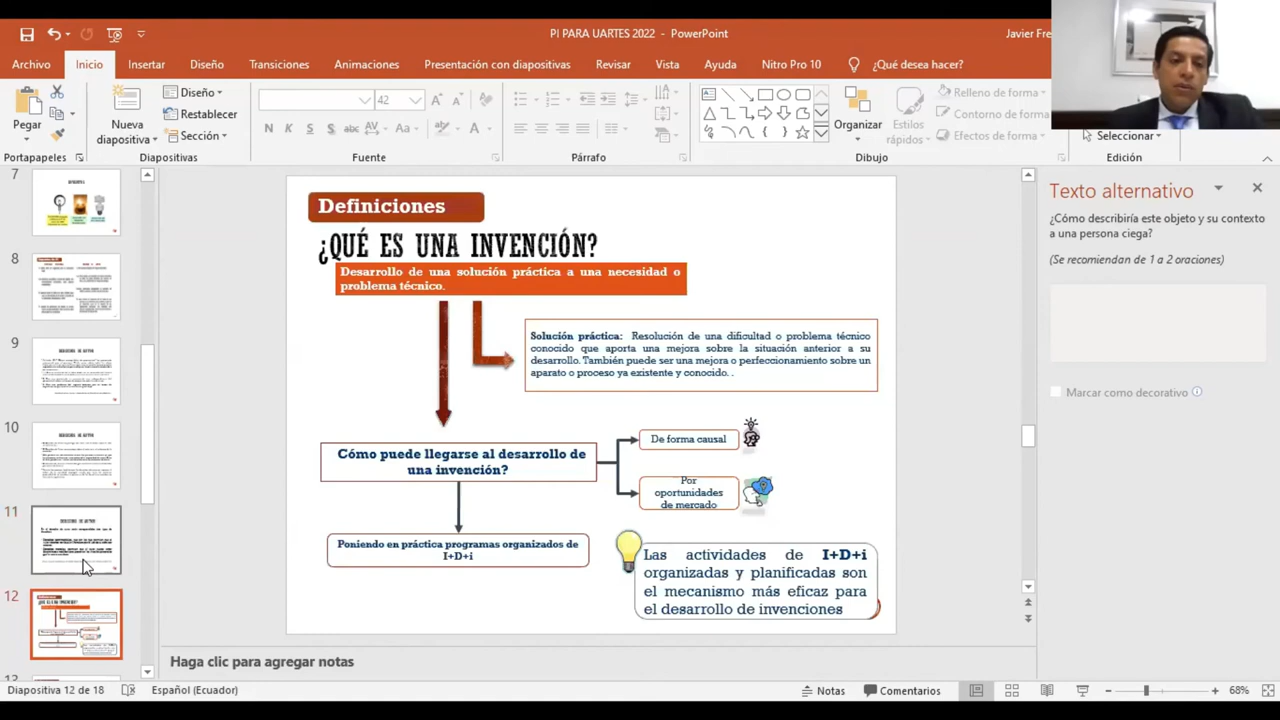 PI PARA UARTES 2022 - PowerPoint
Javier Fre
Archivo Inicio Insertar Diseño Transiciones Animaciones Presentación con diapositivas Revisar Vista Ayuda Nitro Pro 10 ¿Qué desea hacer?
Pegar
Nueva
diapositiva
Diseño
Restablecer
Sección
42
N K S S abc AV Aa A
Organizar
Estilos
rápidos
Relleno de forma
Contorno de forma
Efectos de forma
Seleccionar
Portapapeles Diapositivas Fuente Párrafo Dibujo Edición
7
8
9
10
11
12
Definiciones
¿QUÉ ES UNA INVENCIÓN?
Desarrollo de una solución práctica a una necesidad o
problema técnico.
Solución práctica: Resolución de una dificultad o problema técnico
conocido que aporta una mejora sobre la situación anterior a su
desarrollo. También puede ser una mejora o perfeccionamiento sobre un
aparato o proceso ya existente y conocido. .
Cómo puede llegarse al desarrollo de
una invención?
De forma causal
Por
oportunidades
de mercado
Poniendo en práctica programas organizados de
I+D+i
Las actividades de I+D+i
organizadas y planificadas son
el mecanismo más eficaz para
el desarrollo de invenciones
Texto alternativo
¿Cómo describiría este objeto y su contexto
a una persona ciega?
(Se recomiendan de 1 a 2 oraciones)
Marcar como decorativo
Haga clic para agregar notas
Diapositiva 12 de 18 Español (Ecuador) Notas Comentarios 68%